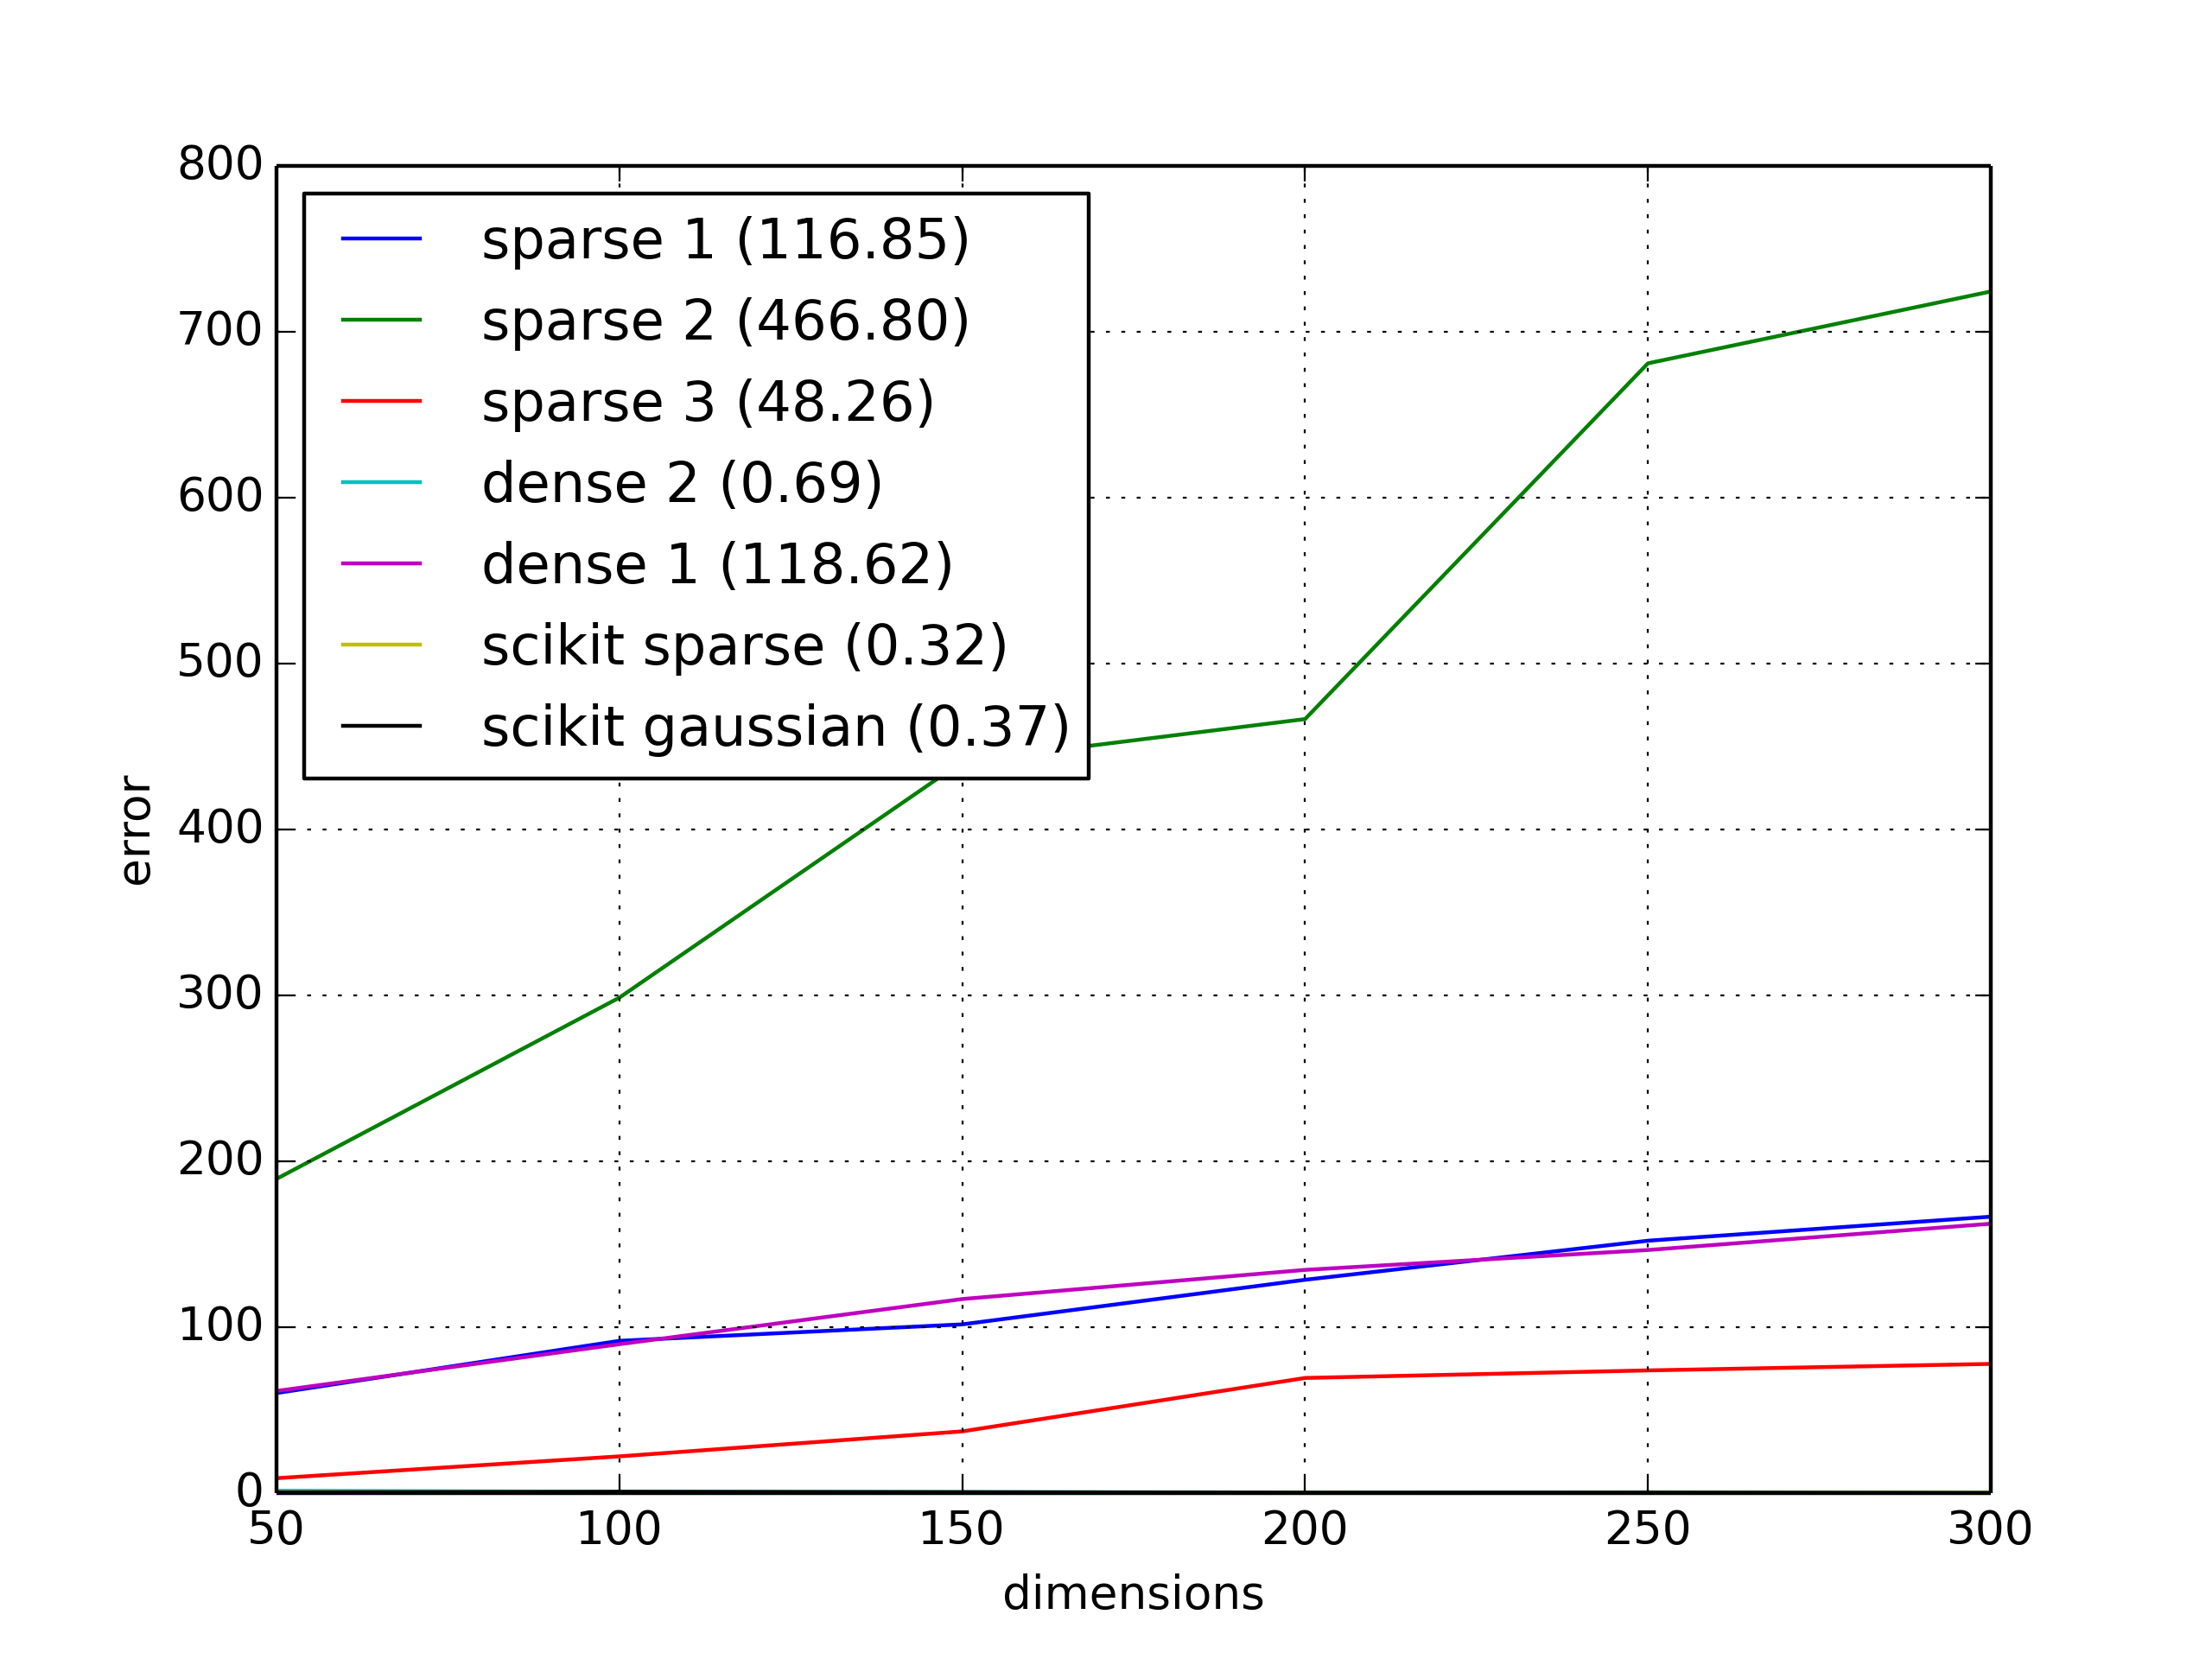 800
700
600
500
400
300
200
100
0
error
sparse 1 (116.85)
sparse 2 (466.80)
sparse 3 (48.26)
dense 2 (0.69)
dense 1 (118.62)
scikit sparse (0.32)
scikit gaussian (0.37)
50 100 150 200 250 300
dimensions